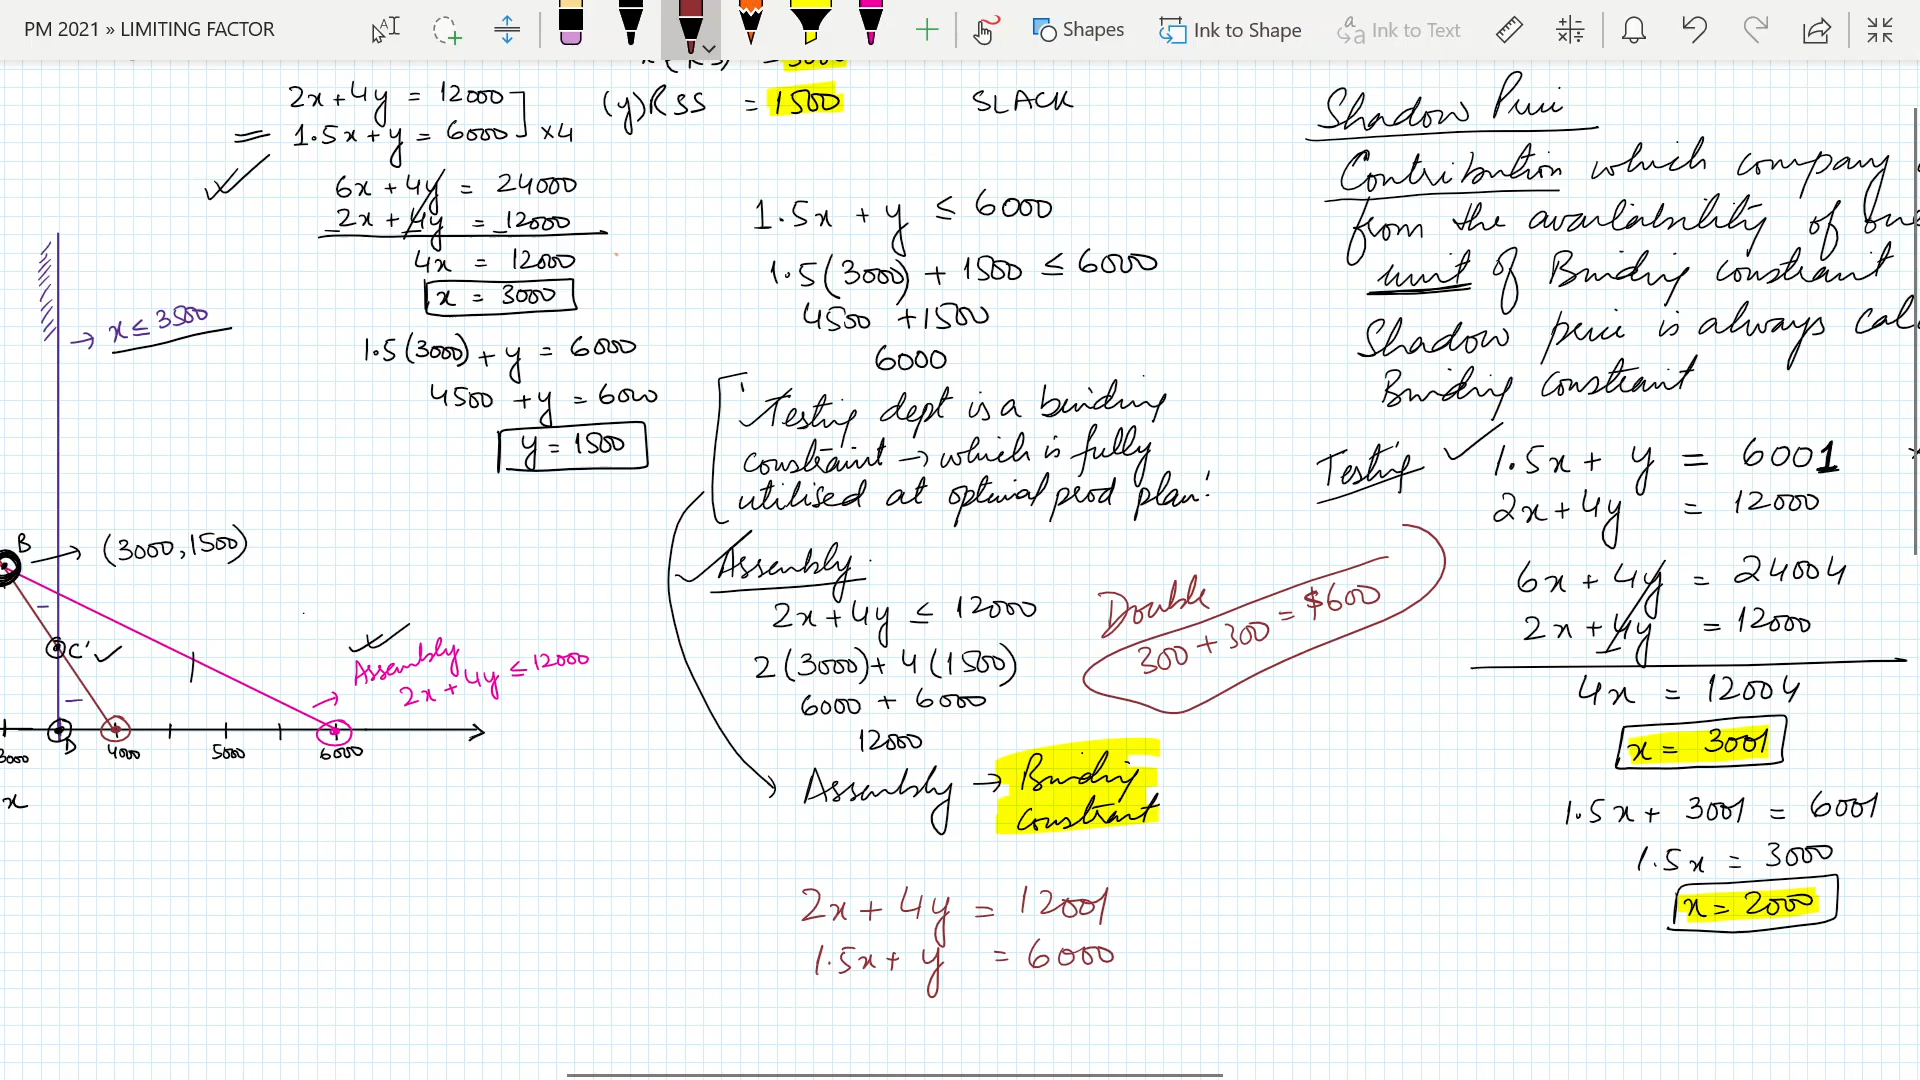 PM 2021 » LIMITING FACTOR
Shapes
Ink to Shape
Ink to Text
2x+4y = 12000
1.5x+y = 6000 ×4
6x + 4y = 24000
2x + 4y = 12000
4x = 12000
x = 3000
1.5(3000) + y = 6000
4500 + y = 6000
y = 1500
(y) RSS = 1500
SLACK
→ x ≤ 3500
B → (3000, 1500)
C'
Assembly
→ 2x + 4y ≤ 12000
3000 D 4000 5000 6000
x
1.5x + y ≤ 6000
1.5(3000) + 1500 ≤ 6000
4500 + 1500
6000
'Testing dept is a binding
constraint → which is fully
utilised at optimal prod plan.'
Assembly
2x + 4y ≤ 12000
2(3000) + 4(1500)
6000 + 6000
12000
Assembly → Binding
constraint
Double
300 + 300 = $600
2x + 4y = 12001
1.5x + y = 6000
Shadow Price
Contribution which company
from the availability of one
unit of Binding constraint
Shadow price is always cal
Binding constraint
Testing 1.5x + y = 6001
2x + 4y = 12000
6x + 4y = 24004
2x + 4y = 12000
4x = 12004
x = 3001
1.5x + 3001 = 6001
1.5x = 3000
x = 2000